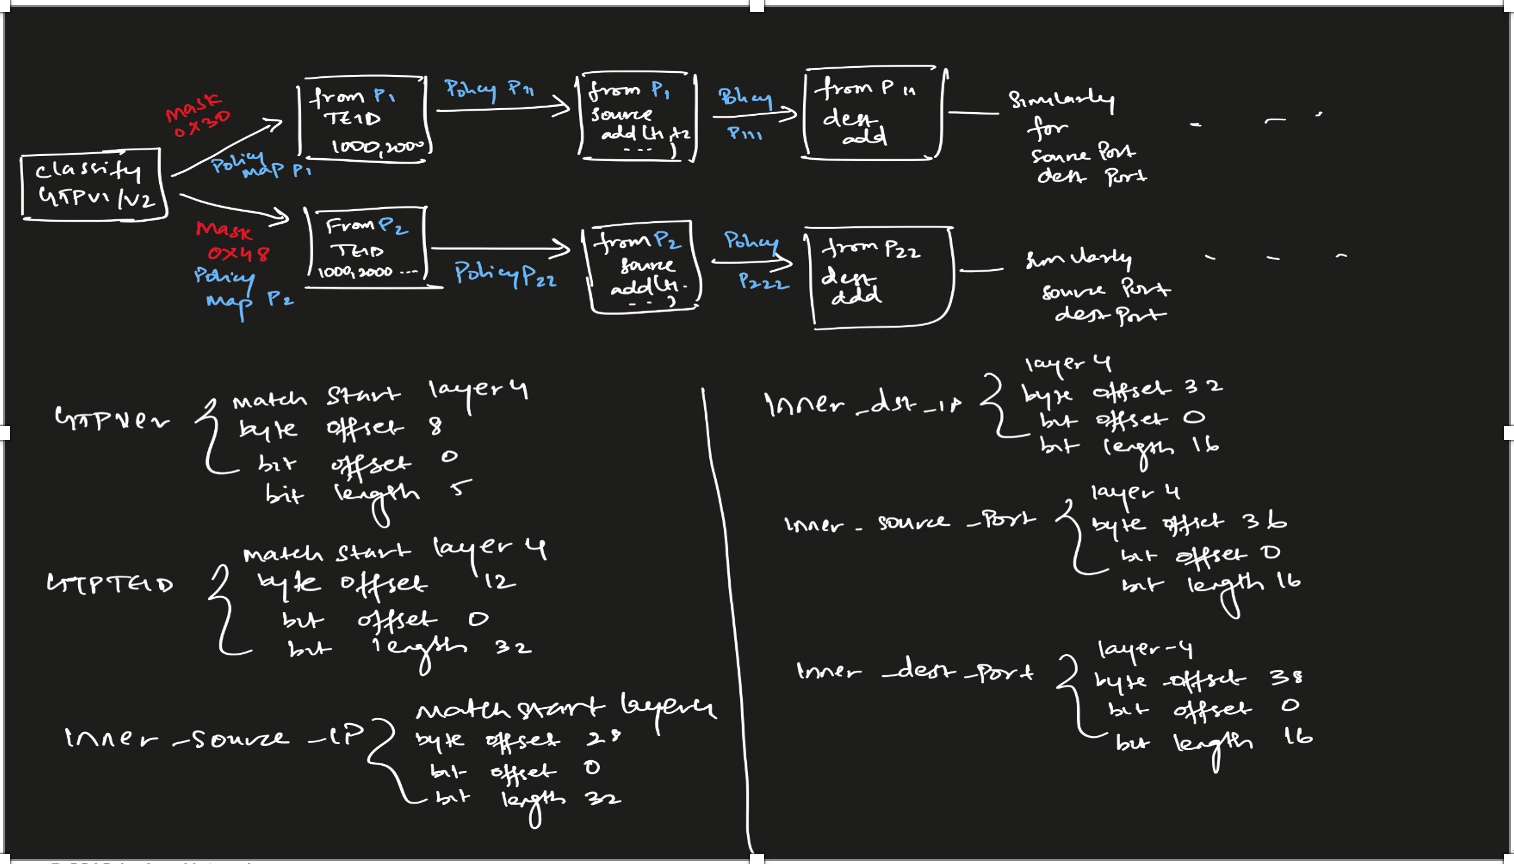 classify
GTPV1/V2
Mask
0x30
Policy
map P1
from P1
TEID
1000,2000
Policy P11
from P1
source
add(t1,t2
...)
Policy
P111
from P11
dest
add
Similarly
for
source Port
dest Port
- - -
Mask
0x48
Policy
map P2
From P2
TEID
1000,2000 ...
Policy P22
from P2
source
add(t1.
...)
Policy
P222
from P22
dest
add
Similarly
source Port
dest Port
- - -
GTPVer
match start layer 4
byte offset 8
bit offset 0
bit length 5
GTPTEID
match start layer 4
byte offset 12
bit offset 0
bit length 32
Inner_source_IP
Match start layer 4
byte offset 28
bit offset 0
bit length 32
Inner_dst_IP
layer 4
byte offset 32
bit offset 0
bit length 16
Inner_source_Port
layer 4
byte offset 36
bit offset 0
bit length 16
Inner_dest_Port
layer-4
byte offset 38
bit offset 0
bit length 16